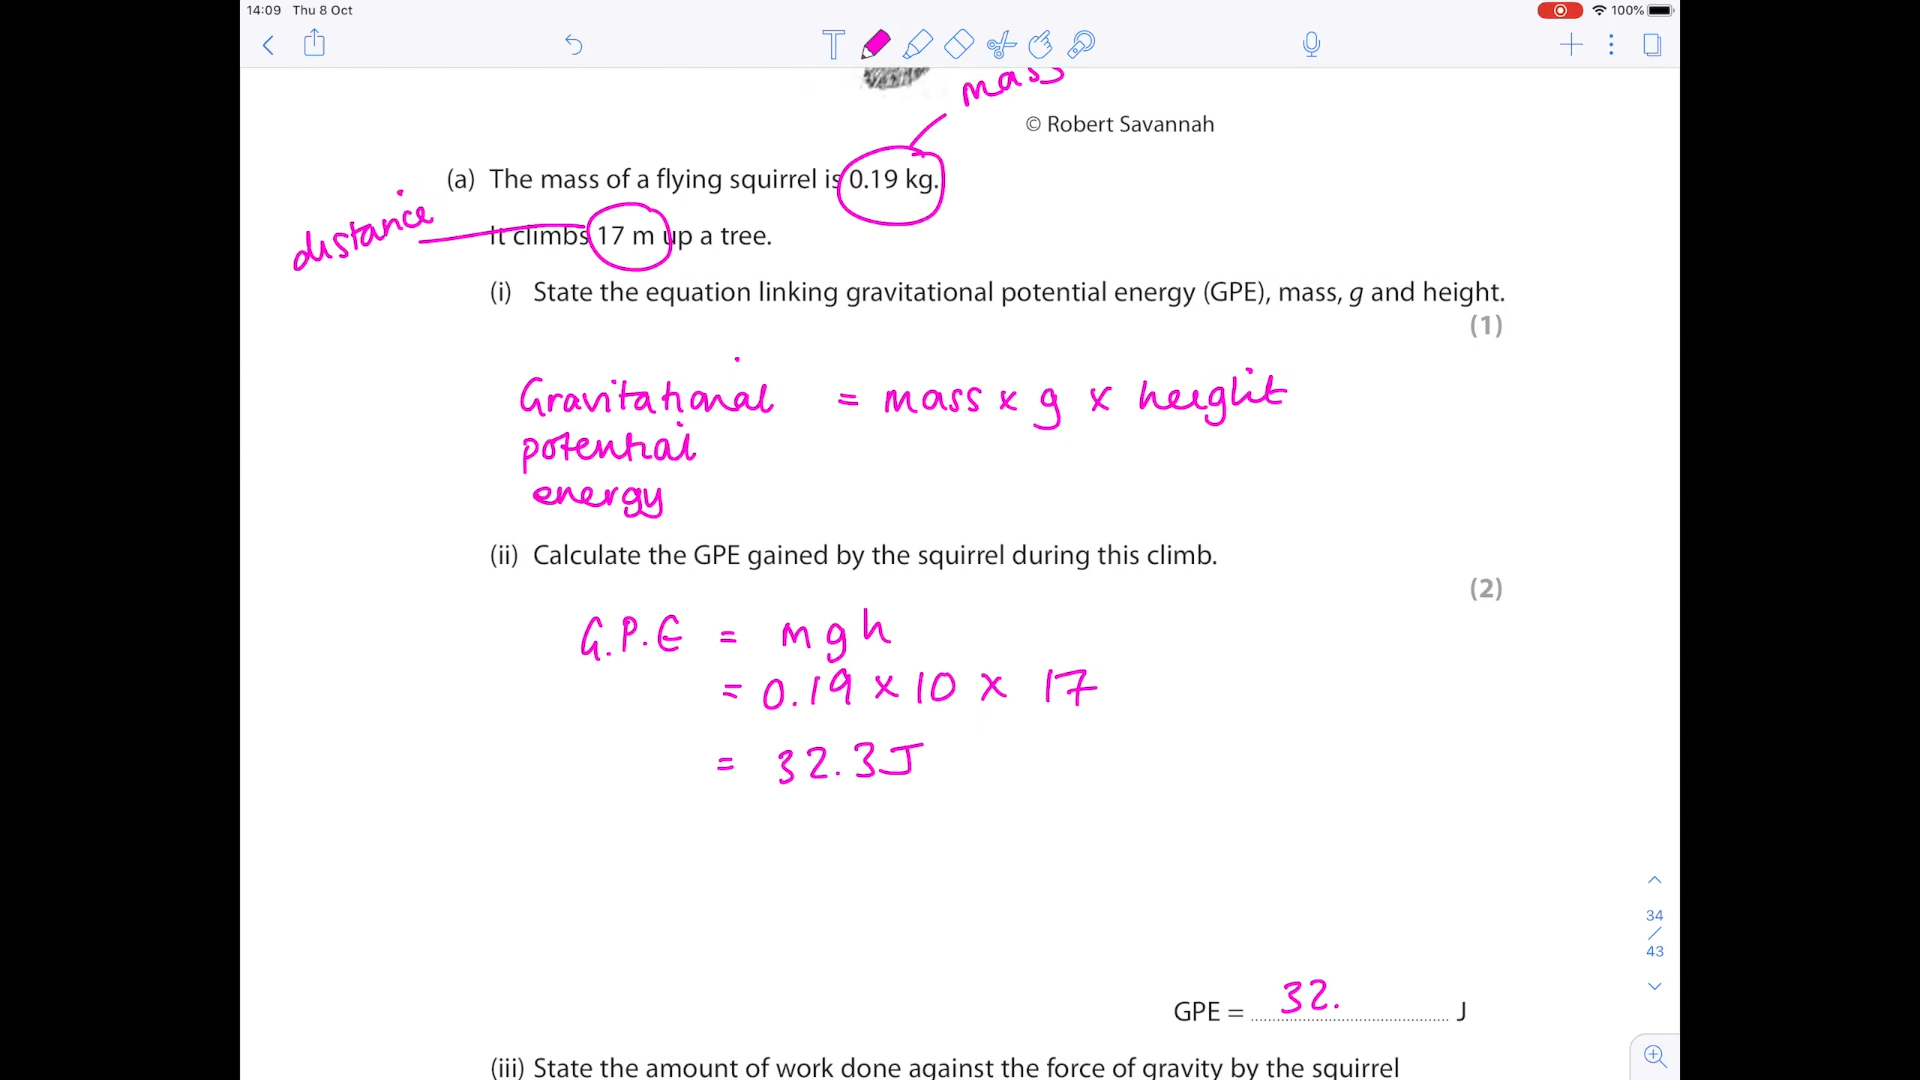 14:09 Thu 8 Oct
100%
mass
© Robert Savannah
(a) The mass of a flying squirrel is 0.19 kg.
distance
It climbs 17 m up a tree.
(i) State the equation linking gravitational potential energy (GPE), mass, g and height.
(1)
Gravitational = mass x g x height
potential
energy
(ii) Calculate the GPE gained by the squirrel during this climb.
(2)
G.P.E = mgh
= 0.19 x 10 x 17
= 32.3J
34
/
43
GPE = 32. J
(iii) State the amount of work done against the force of gravity by the squirrel